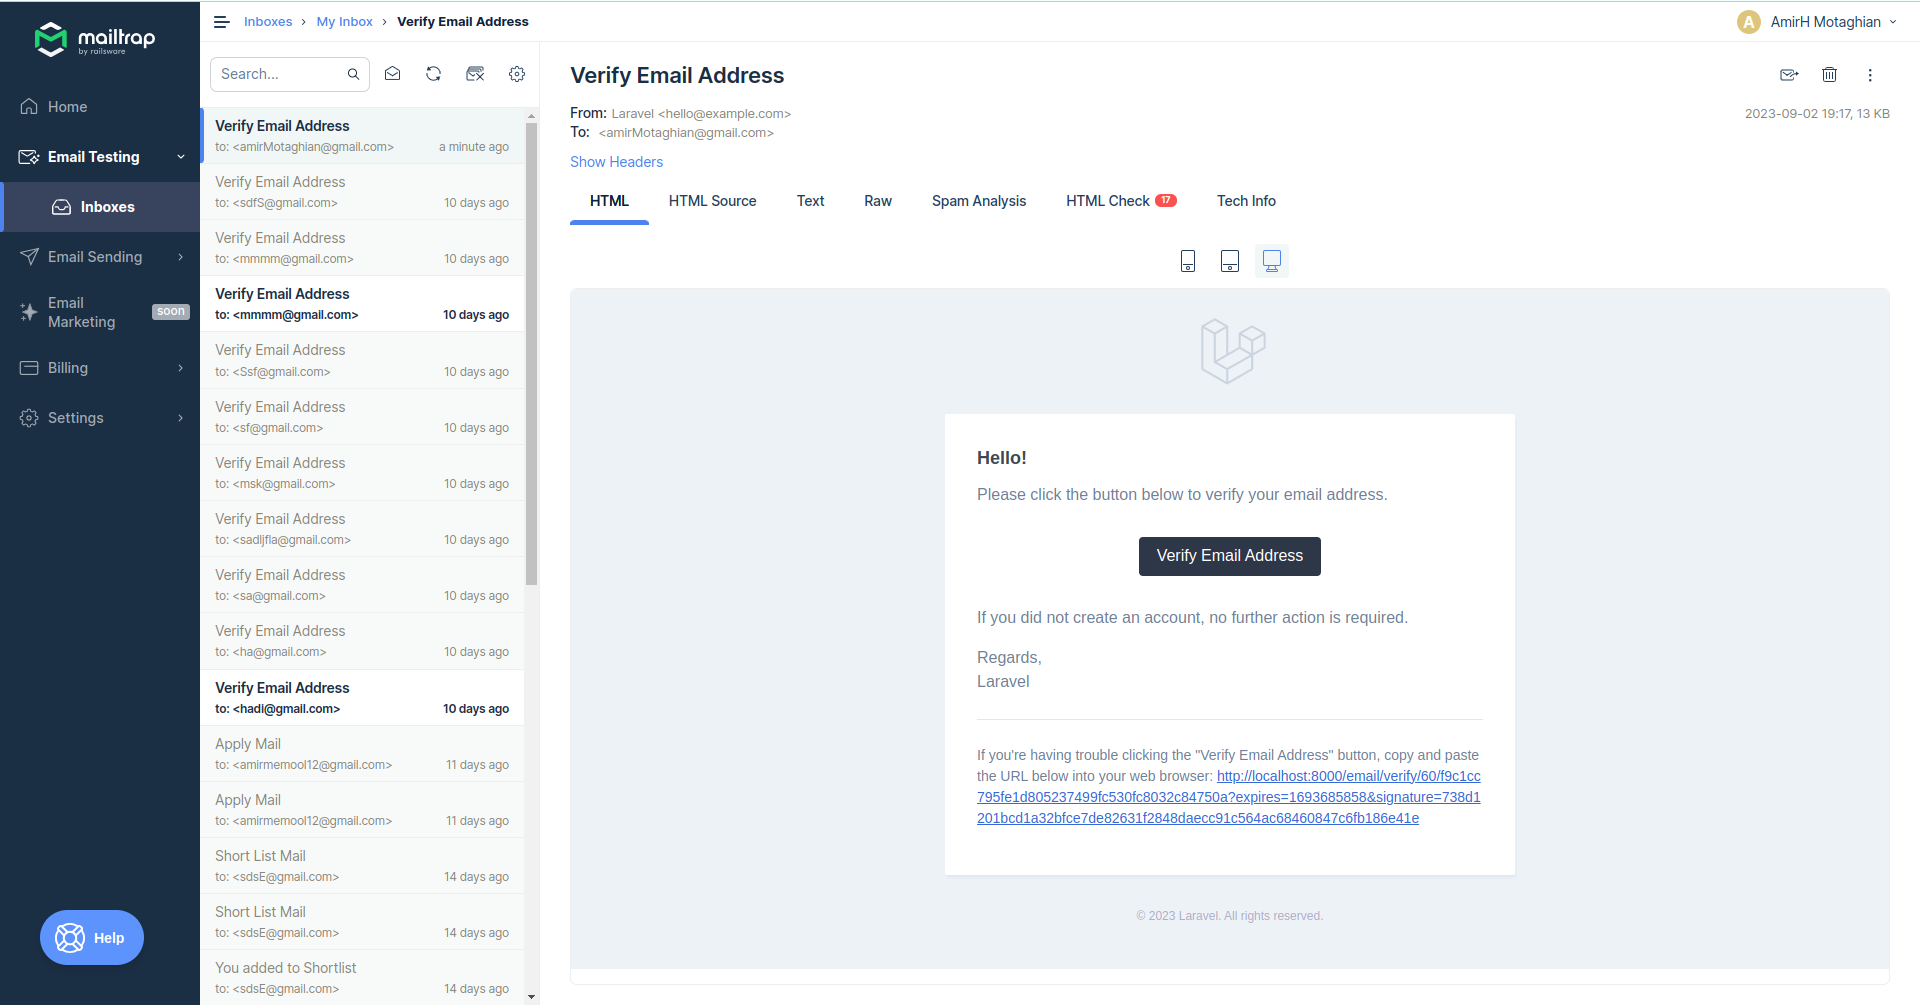 mailtrap
by railsware
Home
Email Testing
Inboxes
Email Sending
Email
Marketing
soon
Billing
Settings
Help
Inboxes › My Inbox › Verify Email Address
A AmirH Motaghian
Search...
Verify Email Address
to: <amirMotaghian@gmail.com> a minute ago
Verify Email Address
to: <sdfS@gmail.com> 10 days ago
Verify Email Address
to: <mmmm@gmail.com> 10 days ago
Verify Email Address
to: <mmmm@gmail.com> 10 days ago
Verify Email Address
to: <Ssf@gmail.com> 10 days ago
Verify Email Address
to: <sf@gmail.com> 10 days ago
Verify Email Address
to: <msk@gmail.com> 10 days ago
Verify Email Address
to: <sadljfla@gmail.com> 10 days ago
Verify Email Address
to: <sa@gmail.com> 10 days ago
Verify Email Address
to: <ha@gmail.com> 10 days ago
Verify Email Address
to: <hadi@gmail.com> 10 days ago
Apply Mail
to: <amirmemool12@gmail.com> 11 days ago
Apply Mail
to: <amirmemool12@gmail.com> 11 days ago
Short List Mail
to: <sdsE@gmail.com> 14 days ago
Short List Mail
to: <sdsE@gmail.com> 14 days ago
You added to Shortlist
to: <sdsE@gmail.com> 14 days ago
Verify Email Address
From: Laravel <hello@example.com>
2023-09-02 19:17, 13 KB
To: <amirMotaghian@gmail.com>
Show Headers
HTML HTML Source Text Raw Spam Analysis HTML Check 17 Tech Info
Hello!
Please click the button below to verify your email address.
Verify Email Address
If you did not create an account, no further action is required.
Regards,
Laravel
If you're having trouble clicking the "Verify Email Address" button, copy and paste
the URL below into your web browser: http://localhost:8000/email/verify/60/f9c1cc
795fe1d805237499fc530fc8032c84750a?expires=1693685858&signature=738d1
201bcd1a32bfce7de82631f2848daecc91c564ac68460847c6fb186e41e
© 2023 Laravel. All rights reserved.